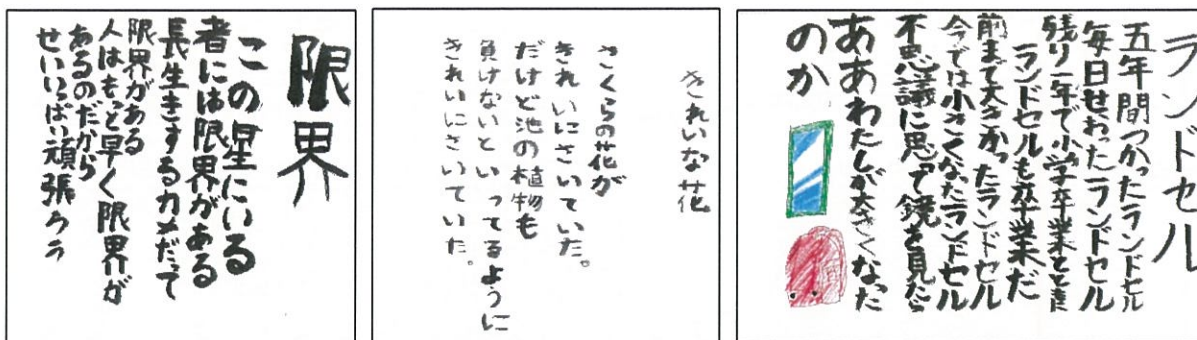 ランドセル
五年間つかったランドセル
毎日せわったランドセル
残り一年で小学卒業と
ランドセルも卒業だ
前まで大きかったランドセル
今では小さくなったランドセル
不思議に思って鏡を見たら
ああわたしが大きくなった
のか
きれいな花
さくらの花が
きれいにさいていた。
だけど池の植物も
負けないといってるように
きれいにさいていた。
限界
この星にいる
者には限界がある
長生きするカメだって
限界がある
人はもっと早く限界が
あるのだから
せいいっぱい頑張ろう